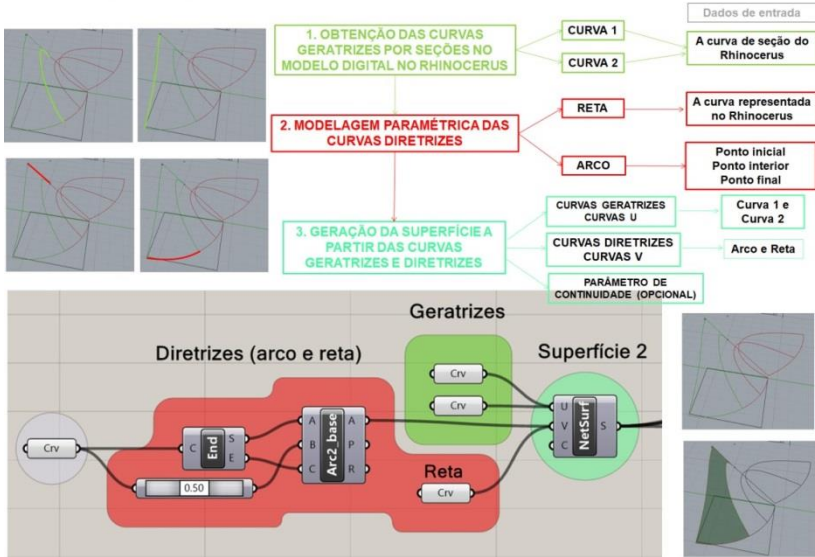 Dados de entrada
1. OBTENÇÃO DAS CURVAS
GERATRIZES POR SEÇÕES NO
MODELO DIGITAL NO RHINOCERUS
CURVA 1
CURVA 2
A curva de seção do
Rhinocerus
2. MODELAGEM PARAMÉTRICA DAS
CURVAS DIRETRIZES
RETA
A curva representada
no Rhinocerus
ARCO
Ponto inicial
Ponto interior
Ponto final
3. GERAÇÃO DA SUPERFÍCIE A
PARTIR DAS CURVAS
GERATRIZES E DIRETRIZES
CURVAS GERATRIZES
CURVAS U
Curva 1 e
Curva 2
CURVAS DIRETRIZES
CURVAS V
Arco e Reta
PARÂMETRO DE
CONTINUIDADE (OPCIONAL)
Geratrizes
Diretrizes (arco e reta)
Superfície 2
Crv
Crv
Crv
C End S E
0.50
A B C Arc2_base A P R
U V C NetSurf S
Reta
Crv